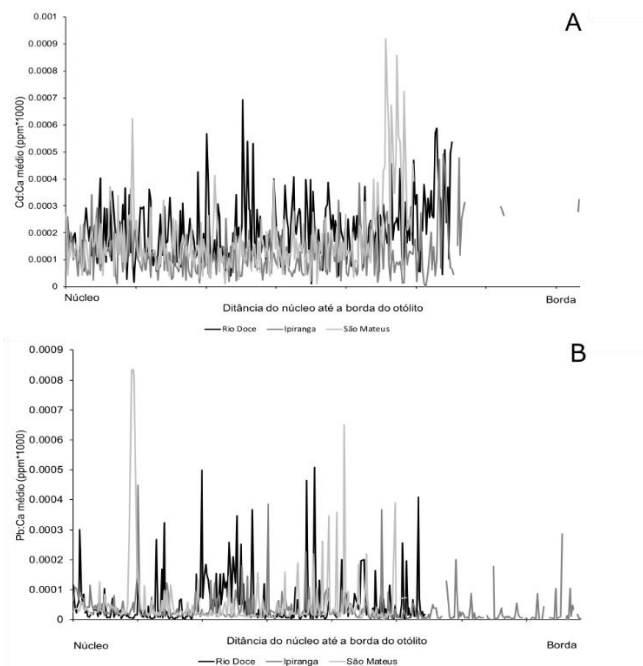 A
Cd:Ca médio (ppm*1000)
0.001
0.0009
0.0008
0.0007
0.0006
0.0005
0.0004
0.0003
0.0002
0.0001
0
Núcleo
Borda
Ditância do núcleo até a borda do otólito
Rio Doce Ipiranga São Mateus
B
Pb:Ca médio (ppm*1000)
0.0009
0.0008
0.0007
0.0006
0.0005
0.0004
0.0003
0.0002
0.0001
0
Núcleo
Borda
Distância do núcleo até a borda do otólito
Rio Doce Ipiranga São Mateus